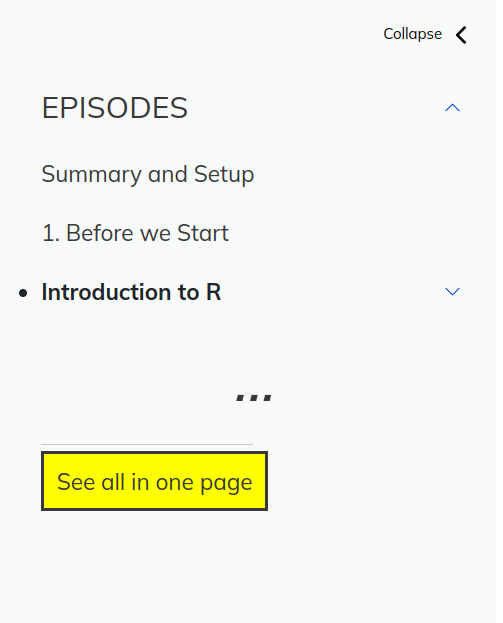 Collapse
EPISODES
Summary and Setup
1. Before we Start
• Introduction to R
...
See all in one page